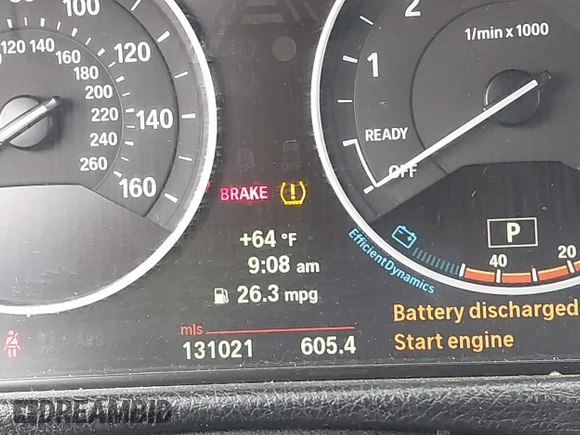 100
120 140
160
180
200
220
240
260
120
140
160
2
1
1/min x 1000
READY
OFF
BRAKE
+64 °F
9:08 am
26.3 mpg
mls
131021 605.4
EfficientDynamics
P
40 20
Battery discharged
Start engine
ABS
DREAMBID